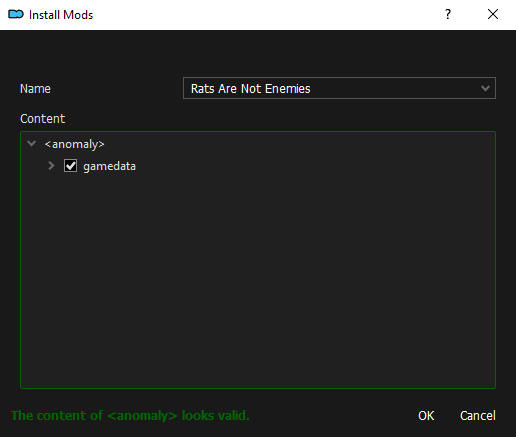 Install Mods
Name
Rats Are Not Enemies
Content
<anomaly>
gamedata
The content of <anomaly> looks valid.
OK
Cancel